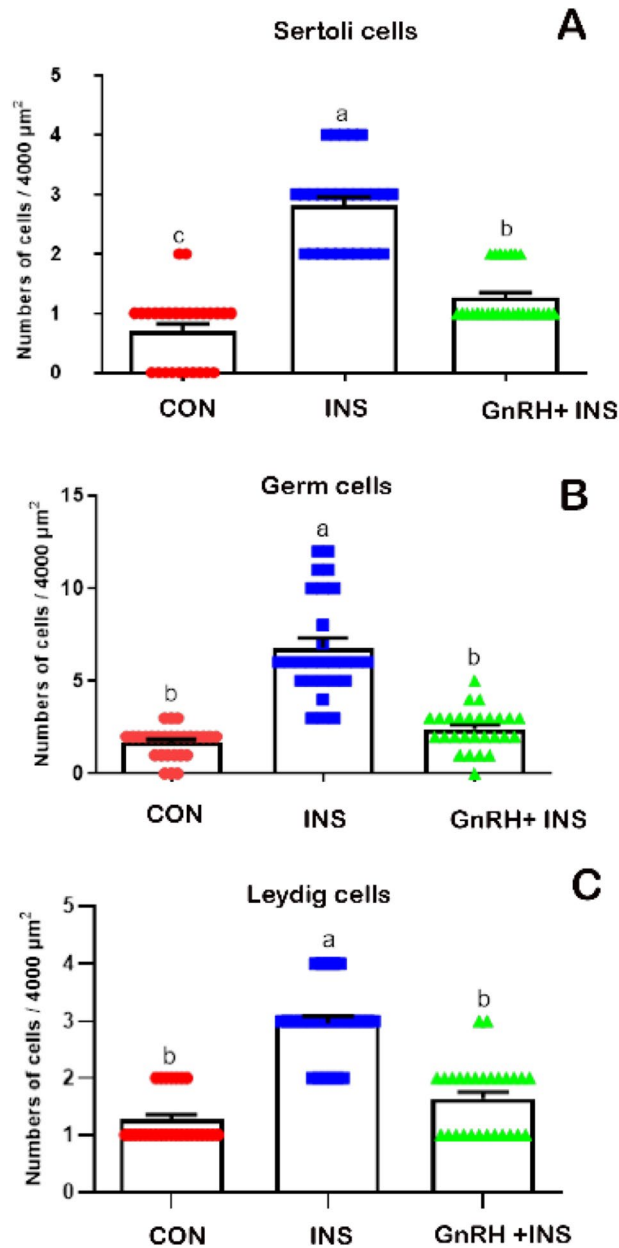 Sertoli cells
A
Numbers of cells / 4000 µm²
5
4
3
2
1
0
c
a
b
CON
INS
GnRH+ INS
Germ cells
B
Numbers of cells / 4000 µm²
15
10
5
0
b
a
b
CON
INS
GnRH+ INS
Leydig cells
C
Numbers of cells / 4000 µm²
5
4
3
2
1
0
b
a
b
CON
INS
GnRH +INS